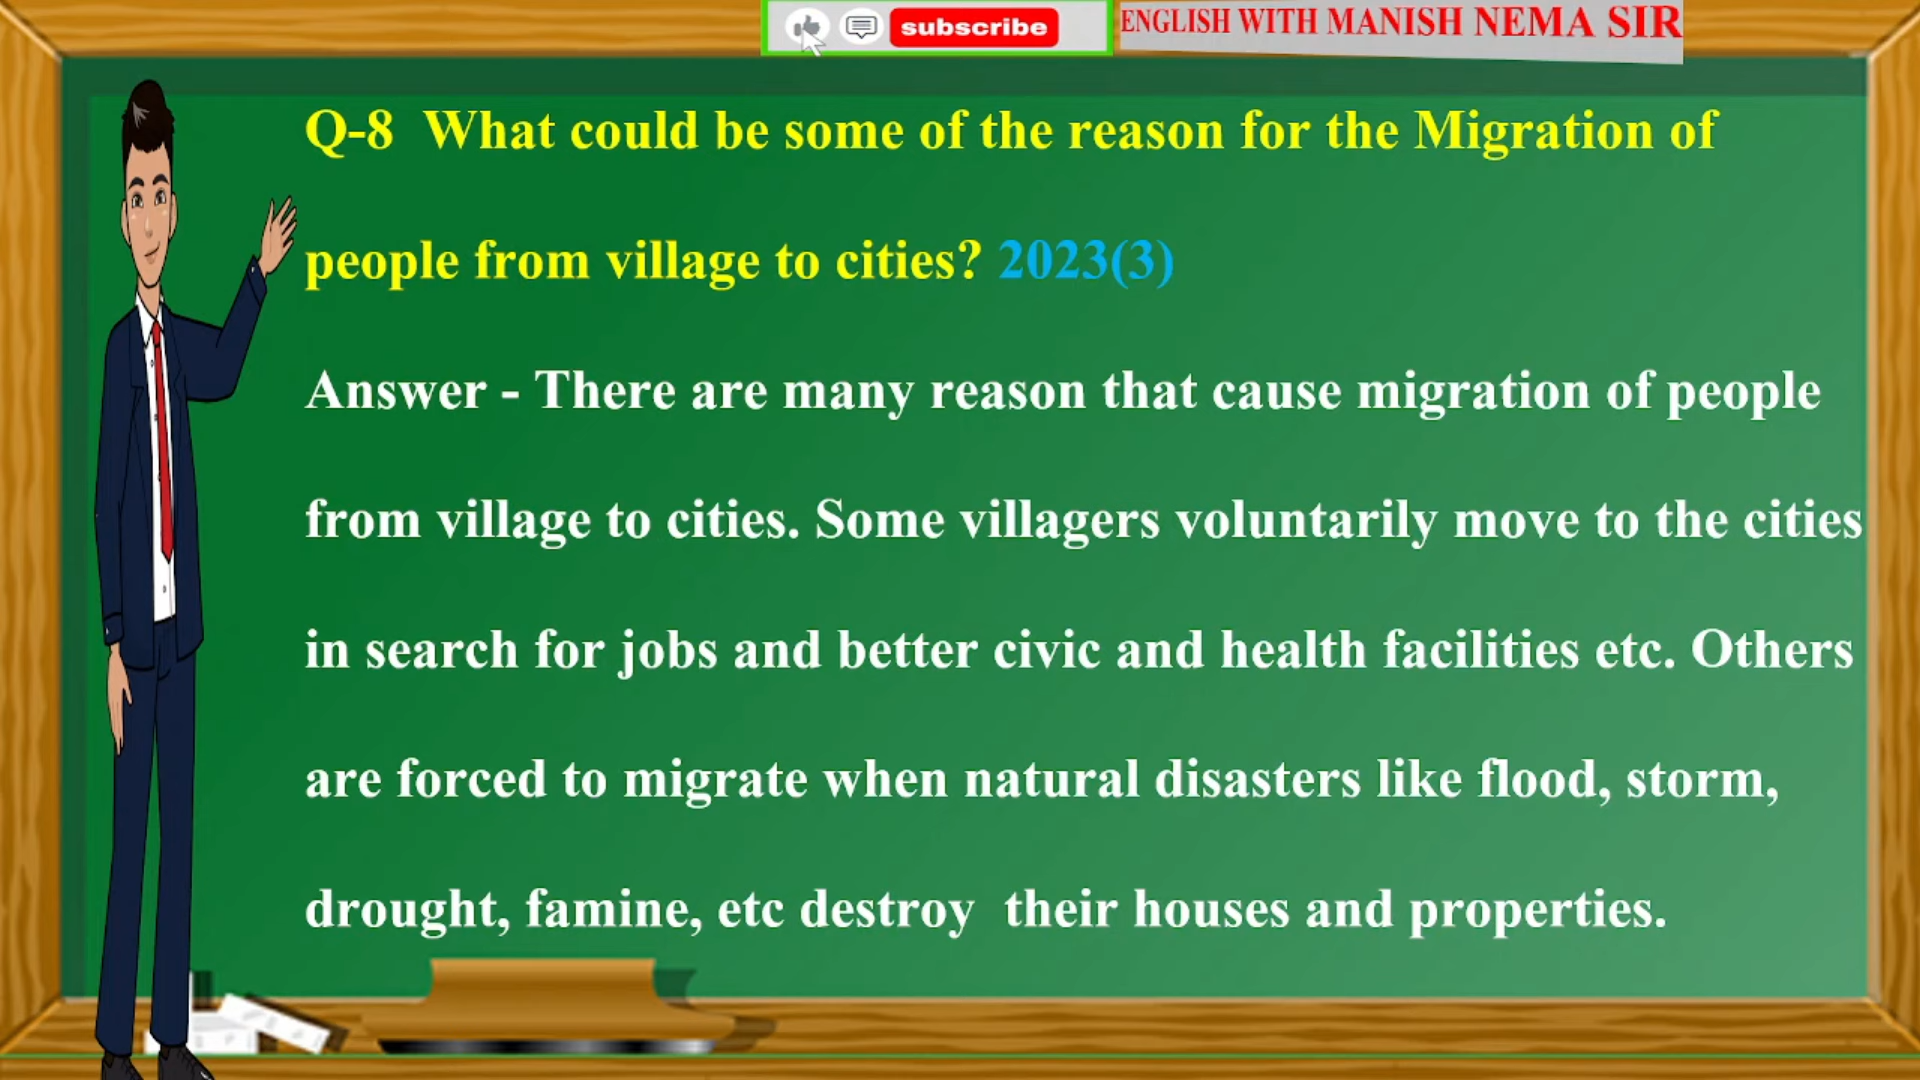 subscribe
ENGLISH WITH MANISH NEMA SIR
Q-8 What could be some of the reason for the Migration of
people from village to cities? 2023(3)
Answer - There are many reason that cause migration of people
from village to cities. Some villagers voluntarily move to the cities
in search for jobs and better civic and health facilities etc. Others
are forced to migrate when natural disasters like flood, storm,
drought, famine, etc destroy their houses and properties.